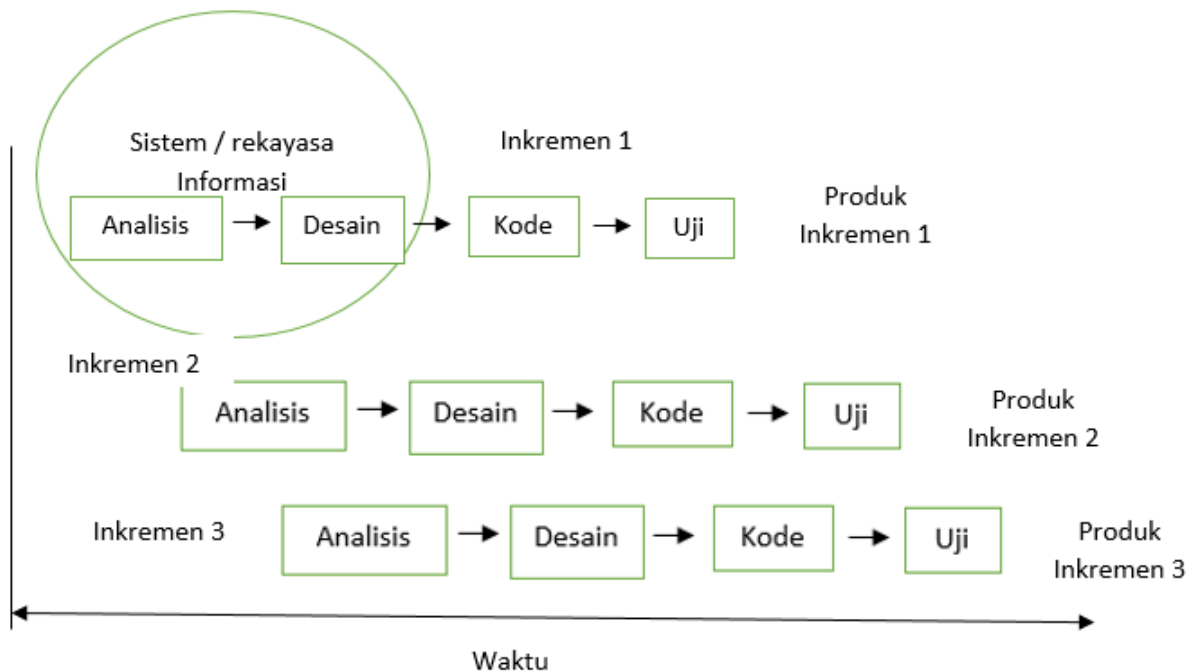 Sistem / rekayasa
Informasi
Inkremen 1
Analisis
Desain
Kode
Uji
Produk
Inkremen 1
Inkremen 2
Analisis
Desain
Kode
Uji
Produk
Inkremen 2
Inkremen 3
Analisis
Desain
Kode
Uji
Produk
Inkremen 3
Waktu